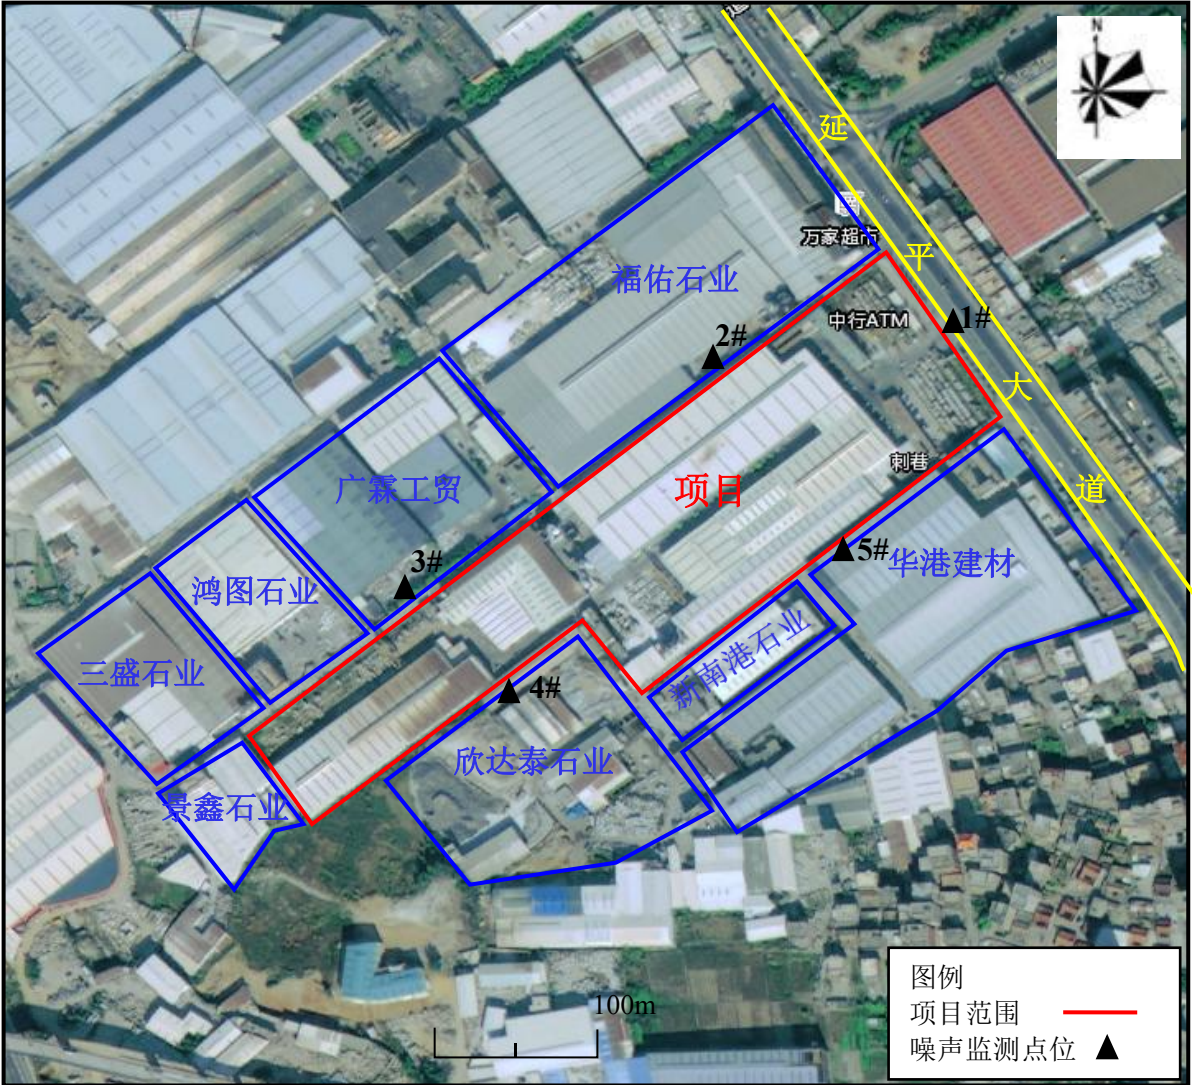 N
延
万家超市
平
福佑石业
中行ATM
1#
2#
大
刺巷
项目
道
广霖工贸
5#
华港建材
3#
鸿图石业
新南港石业
三盛石业
4#
欣达泰石业
景鑫石业
图例
100m
项目范围
噪声监测点位